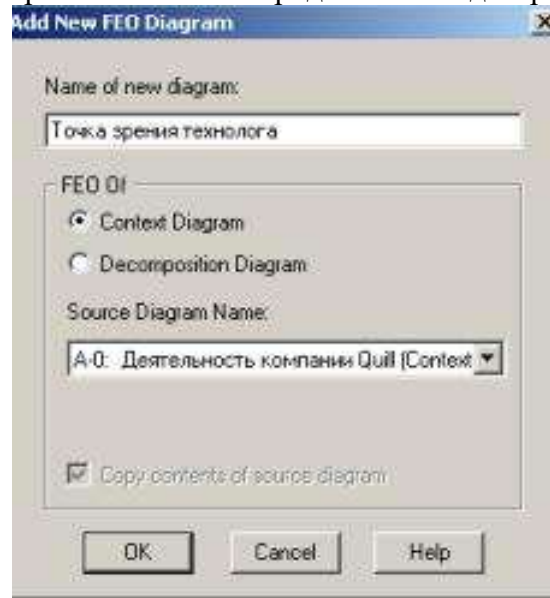 Add New FEO Diagram
Name of new diagram:
Точка зрения технолога
FEO Of
Context Diagram
Decomposition Diagram
Source Diagram Name:
A-0: Деятельность компании Quill (Context
Copy contents of source diagram
OK Cancel Help